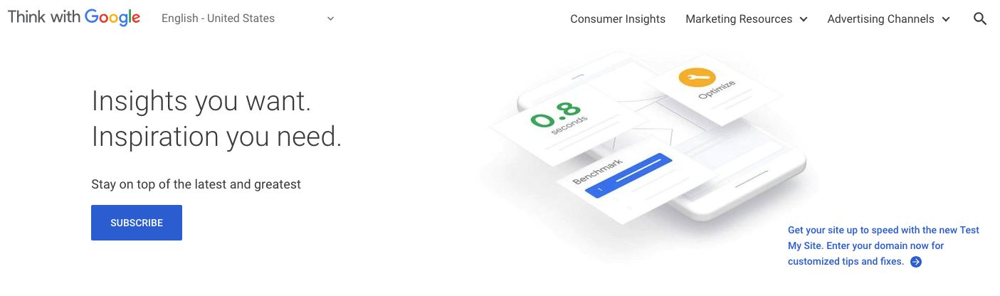 Think with Google
English - United States
Consumer Insights
Marketing Resources
Advertising Channels
Insights you want.
Inspiration you need.
Stay on top of the latest and greatest
SUBSCRIBE
Optimize
0.8
seconds
Benchmark
1
Get your site up to speed with the new Test
My Site. Enter your domain now for
customized tips and fixes.